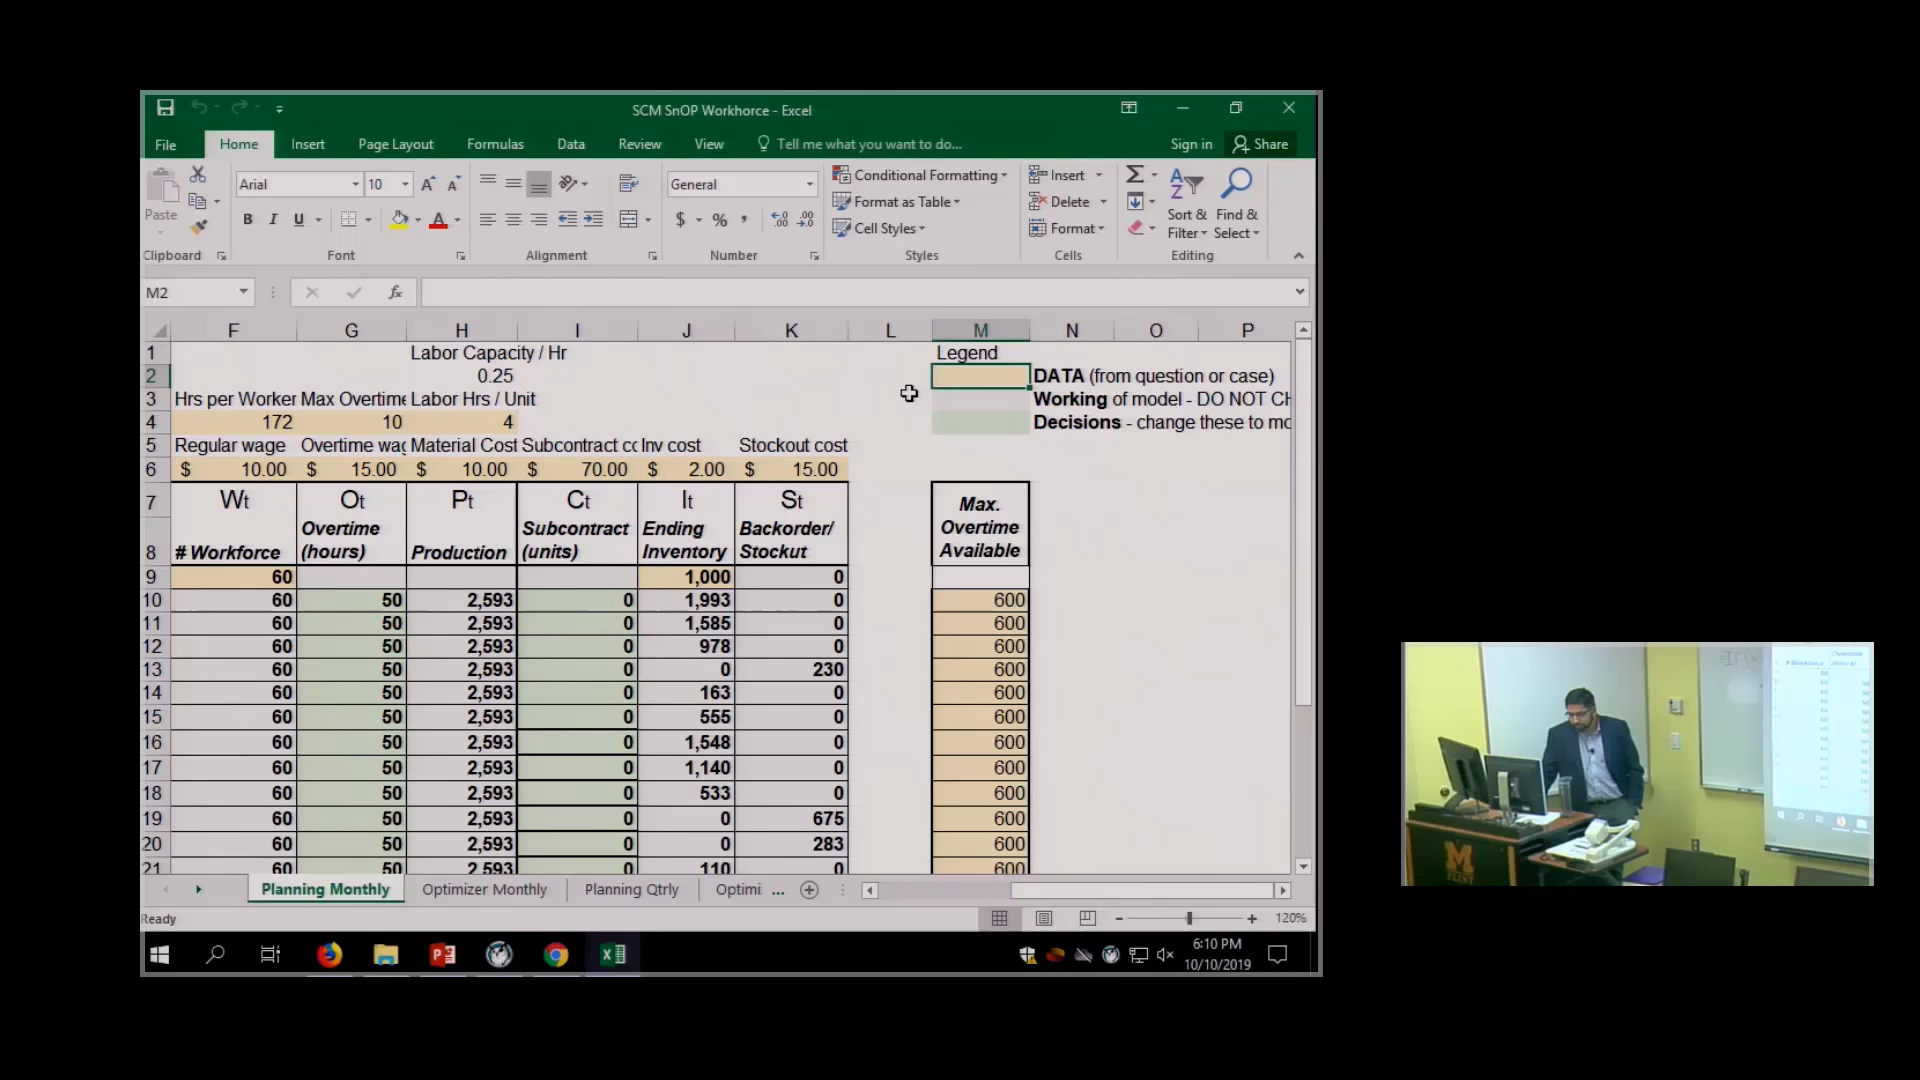 SCM SnOP Workhorce - Excel
File Home Insert Page Layout Formulas Data Review View Tell me what you want to do... Sign in Share
Paste Arial 10 General Conditional Formatting Insert
B I U A $ % , Format as Table Delete Sort & Find &
Cell Styles Format Filter Select
Clipboard Font Alignment Number Styles Cells Editing
M2 fx
F G H I J K L M N O P
1 Labor Capacity / Hr Legend
2 0.25 DATA (from question or case)
3 Hrs per Worker Max Overtime Labor Hrs / Unit Working of model - DO NOT CH
4 172 10 4 Decisions - change these to mo
5 Regular wage Overtime wag Material Cost Subcontract co Inv cost Stockout cost
6 $ 10.00 $ 15.00 $ 10.00 $ 70.00 $ 2.00 $ 15.00
7 Wt Ot Pt Ct It St Max.
Overtime Subcontract Ending Backorder/ Overtime
8 # Workforce (hours) Production (units) Inventory Stockut Available
9 60 1,000 0
10 60 50 2,593 0 1,993 0 600
11 60 50 2,593 0 1,585 0 600
12 60 50 2,593 0 978 0 600
13 60 50 2,593 0 0 230 600
14 60 50 2,593 0 163 0 600
15 60 50 2,593 0 555 0 600
16 60 50 2,593 0 1,548 0 600
17 60 50 2,593 0 1,140 0 600
18 60 50 2,593 0 533 0 600
19 60 50 2,593 0 0 675 600
20 60 50 2,593 0 0 283 600
21 60 50 2,593 0 110 0 600
Planning Monthly Optimizer Monthly Planning Qtrly Optimi ...
Ready 120%
6:10 PM
10/10/2019
# Workforce
M
FLINT